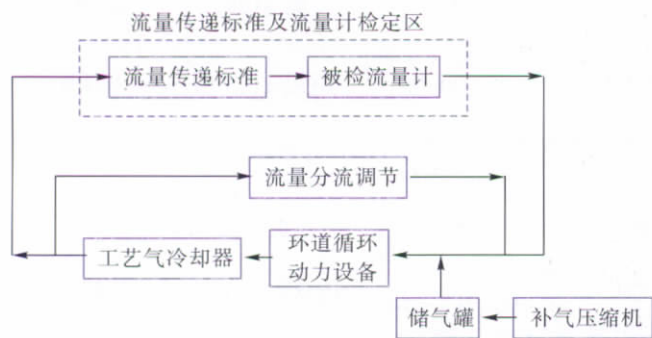 流量传递标准及流量计检定区
流量传递标准
被检流量计
流量分流调节
工艺气冷却器
环道循环
动力设备
储气罐
补气压缩机